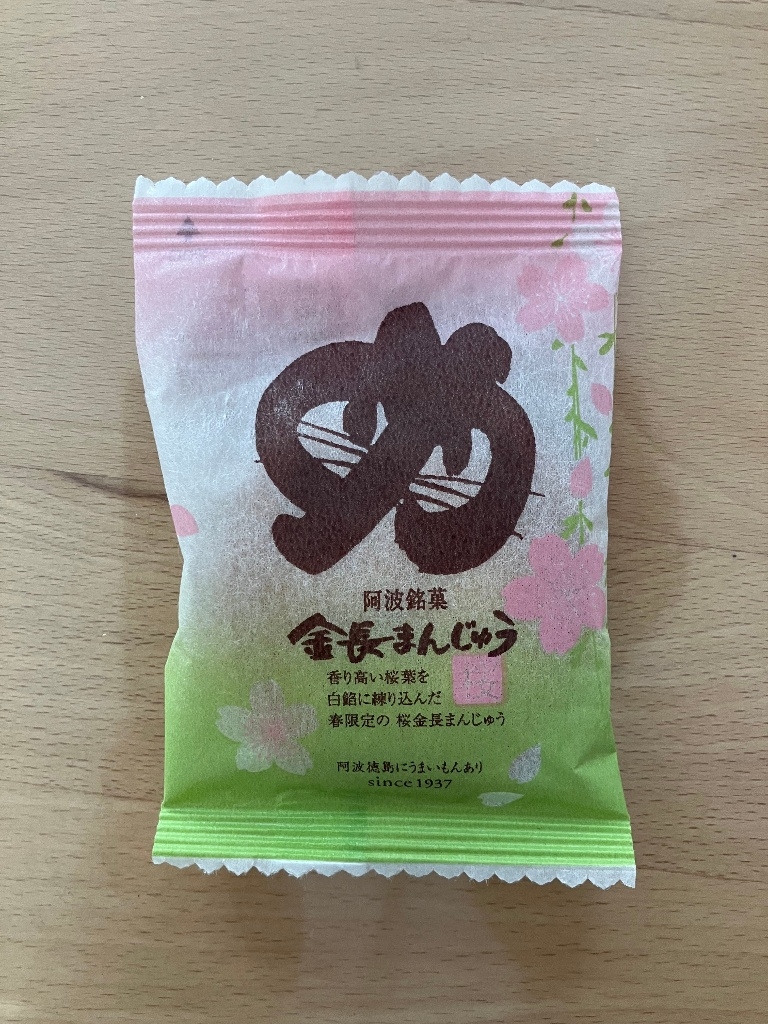 阿波銘菓
金長まんじゅう
桜
香り高い桜葉を
白餡に練り込んだ
春限定の 桜金長まんじゅう
阿波徳島にうまいもんあり
since1937